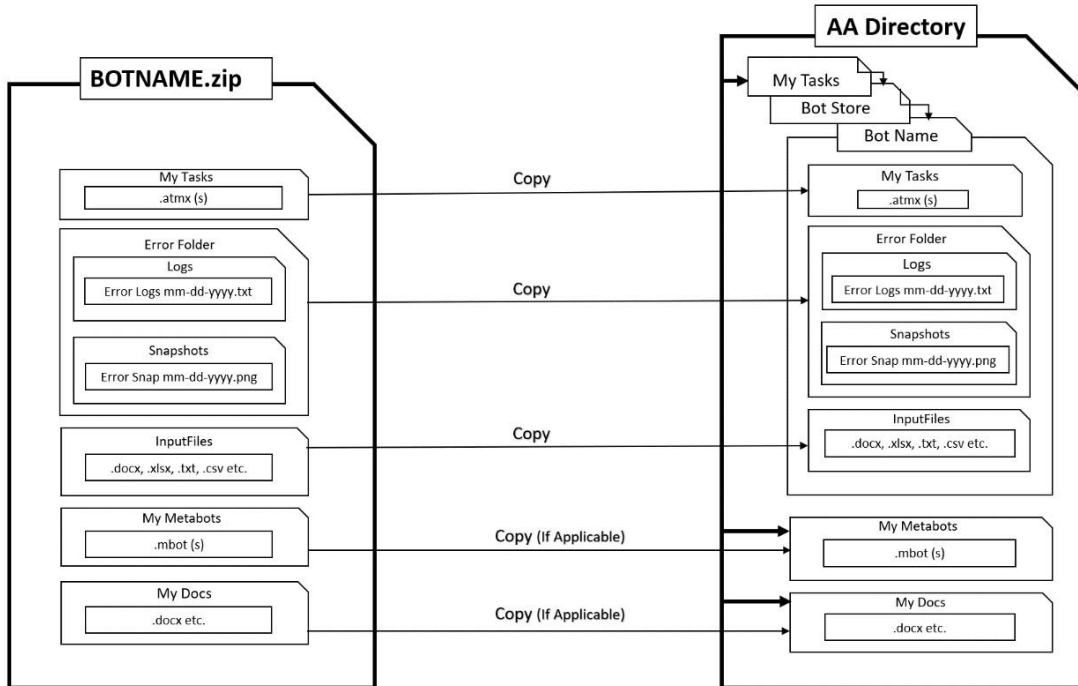 BOTNAME.zip
My Tasks
.atmx (s)
Error Folder
Logs
Error Logs mm-dd-yyyy.txt
Snapshots
Error Snap mm-dd-yyyy.png
InputFiles
.docx, .xlsx, .txt, .csv etc.
My Metabots
.mbot (s)
My Docs
.docx etc.
Copy
Copy
Copy
Copy (If Applicable)
Copy (If Applicable)
AA Directory
My Tasks
Bot Store
Bot Name
My Tasks
.atmx (s)
Error Folder
Logs
Error Logs mm-dd-yyyy.txt
Snapshots
Error Snap mm-dd-yyyy.png
InputFiles
.docx, .xlsx, .txt, .csv etc.
My Metabots
.mbot (s)
My Docs
.docx etc.